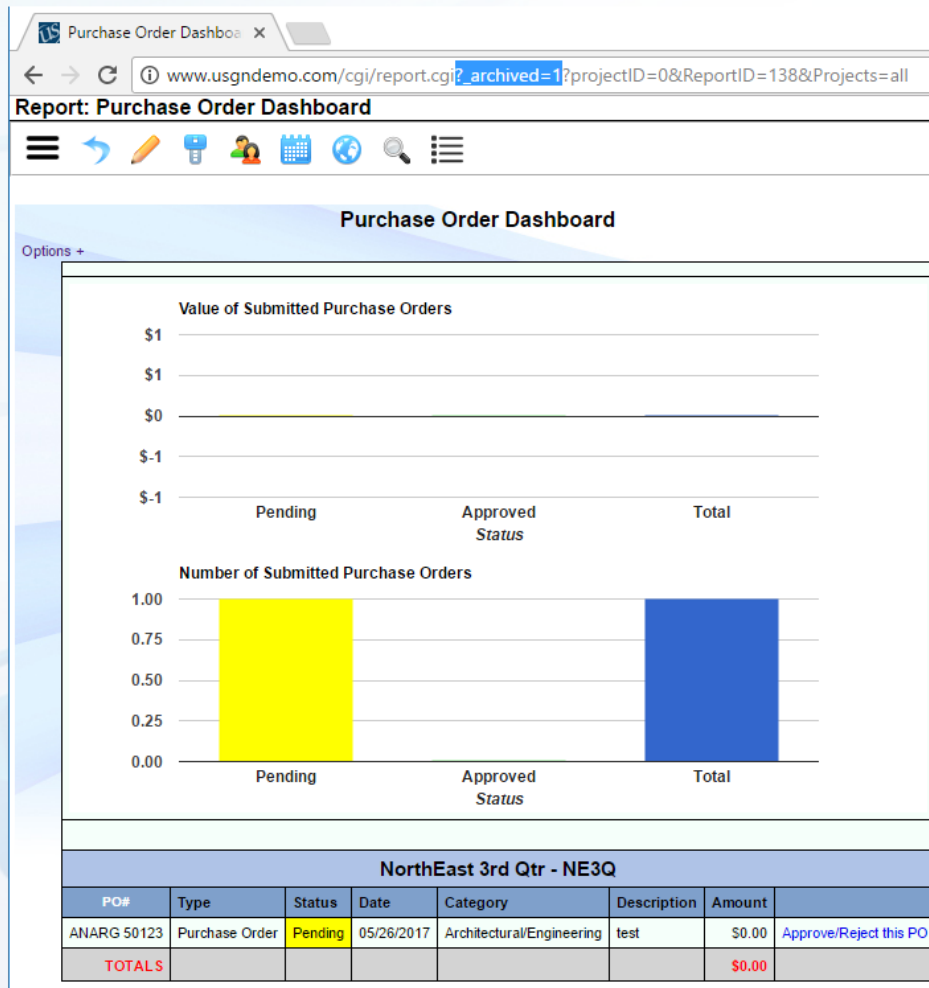 Purchase Order Dashboa
www.usgndemo.com/cgi/report.cgi?_archived=1?projectID=0&ReportID=138&Projects=all
Report: Purchase Order Dashboard
Purchase Order Dashboard
Options +
Value of Submitted Purchase Orders
$1
$1
$0
$-1
$-1
Pending Approved Total
Status
Number of Submitted Purchase Orders
1.00
0.75
0.50
0.25
0.00
Pending Approved Total
Status
NorthEast 3rd Qtr - NE3Q
PO# Type Status Date Category Description Amount
ANARG 50123 Purchase Order Pending 05/26/2017 Architectural/Engineering test $0.00 Approve/Reject this PO
TOTALS $0.00